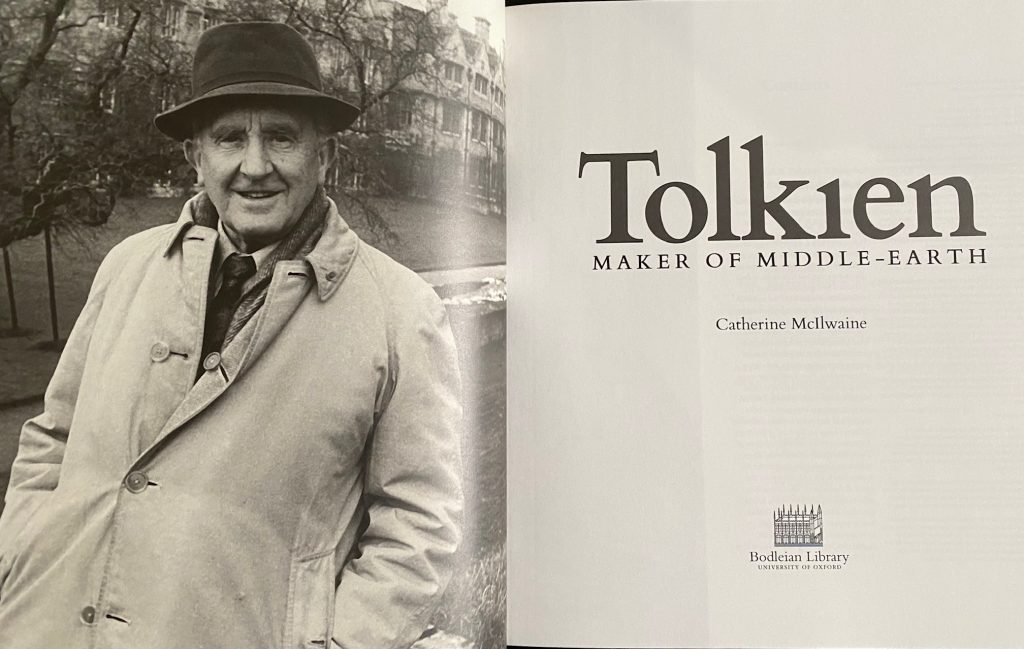 Tolkien
MAKER OF MIDDLE-EARTH
Catherine McIlwaine
Bodleian Library
UNIVERSITY OF OXFORD